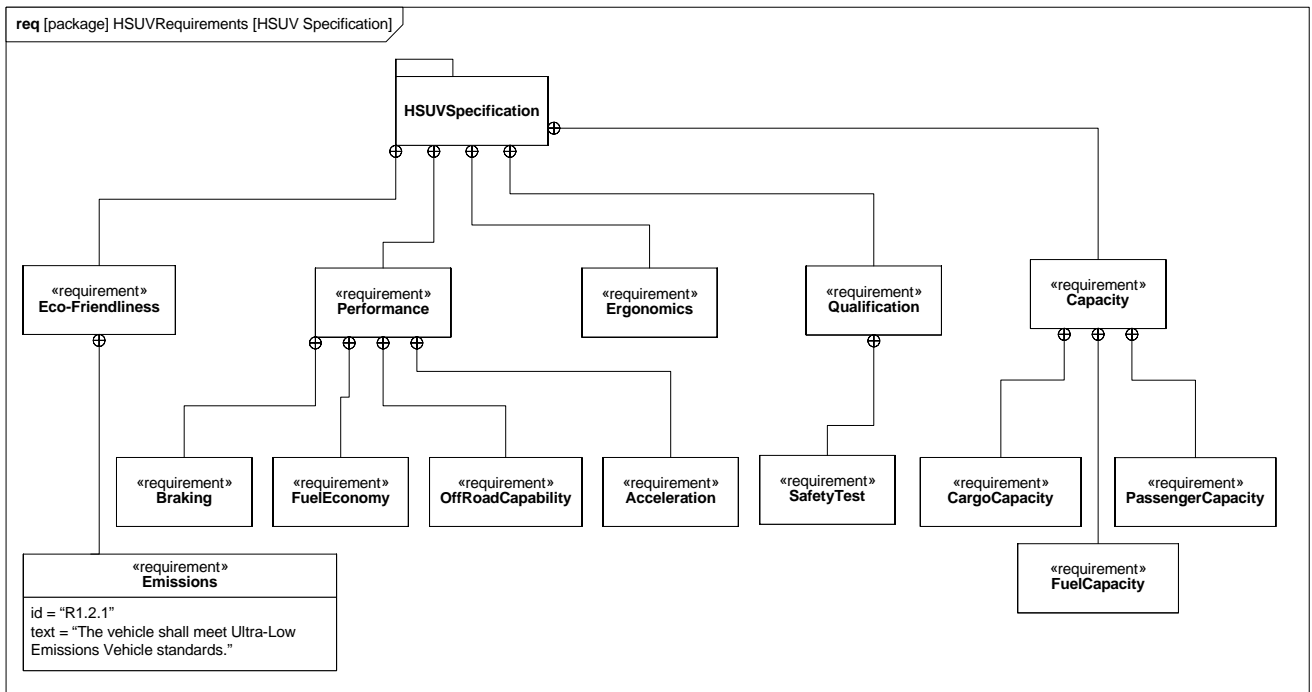 req [package] HSUVRequirements [HSUV Specification]
HSUVSpecification
«requirement»
Eco-Friendliness
«requirement»
Performance
«requirement»
Ergonomics
«requirement»
Qualification
«requirement»
Capacity
«requirement»
Braking
«requirement»
FuelEconomy
«requirement»
OffRoadCapability
«requirement»
Acceleration
«requirement»
SafetyTest
«requirement»
CargoCapacity
«requirement»
PassengerCapacity
«requirement»
FuelCapacity
«requirement»
Emissions
id = “R1.2.1”
text = “The vehicle shall meet Ultra-Low
Emissions Vehicle standards.”